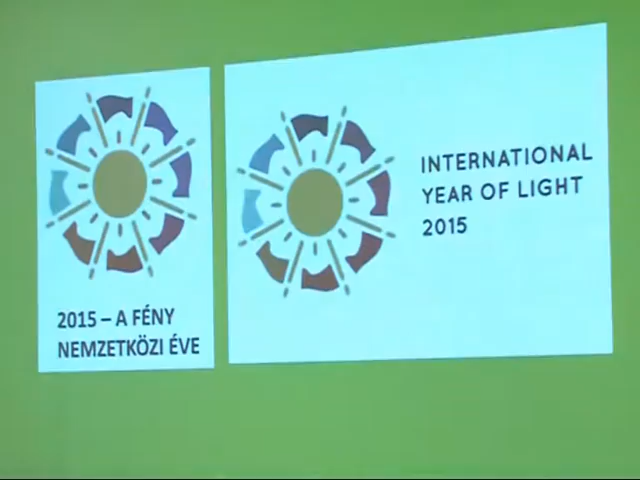 2015 – A FÉNY
NEMZETKÖZI ÉVE
INTERNATIONAL
YEAR OF LIGHT
2015